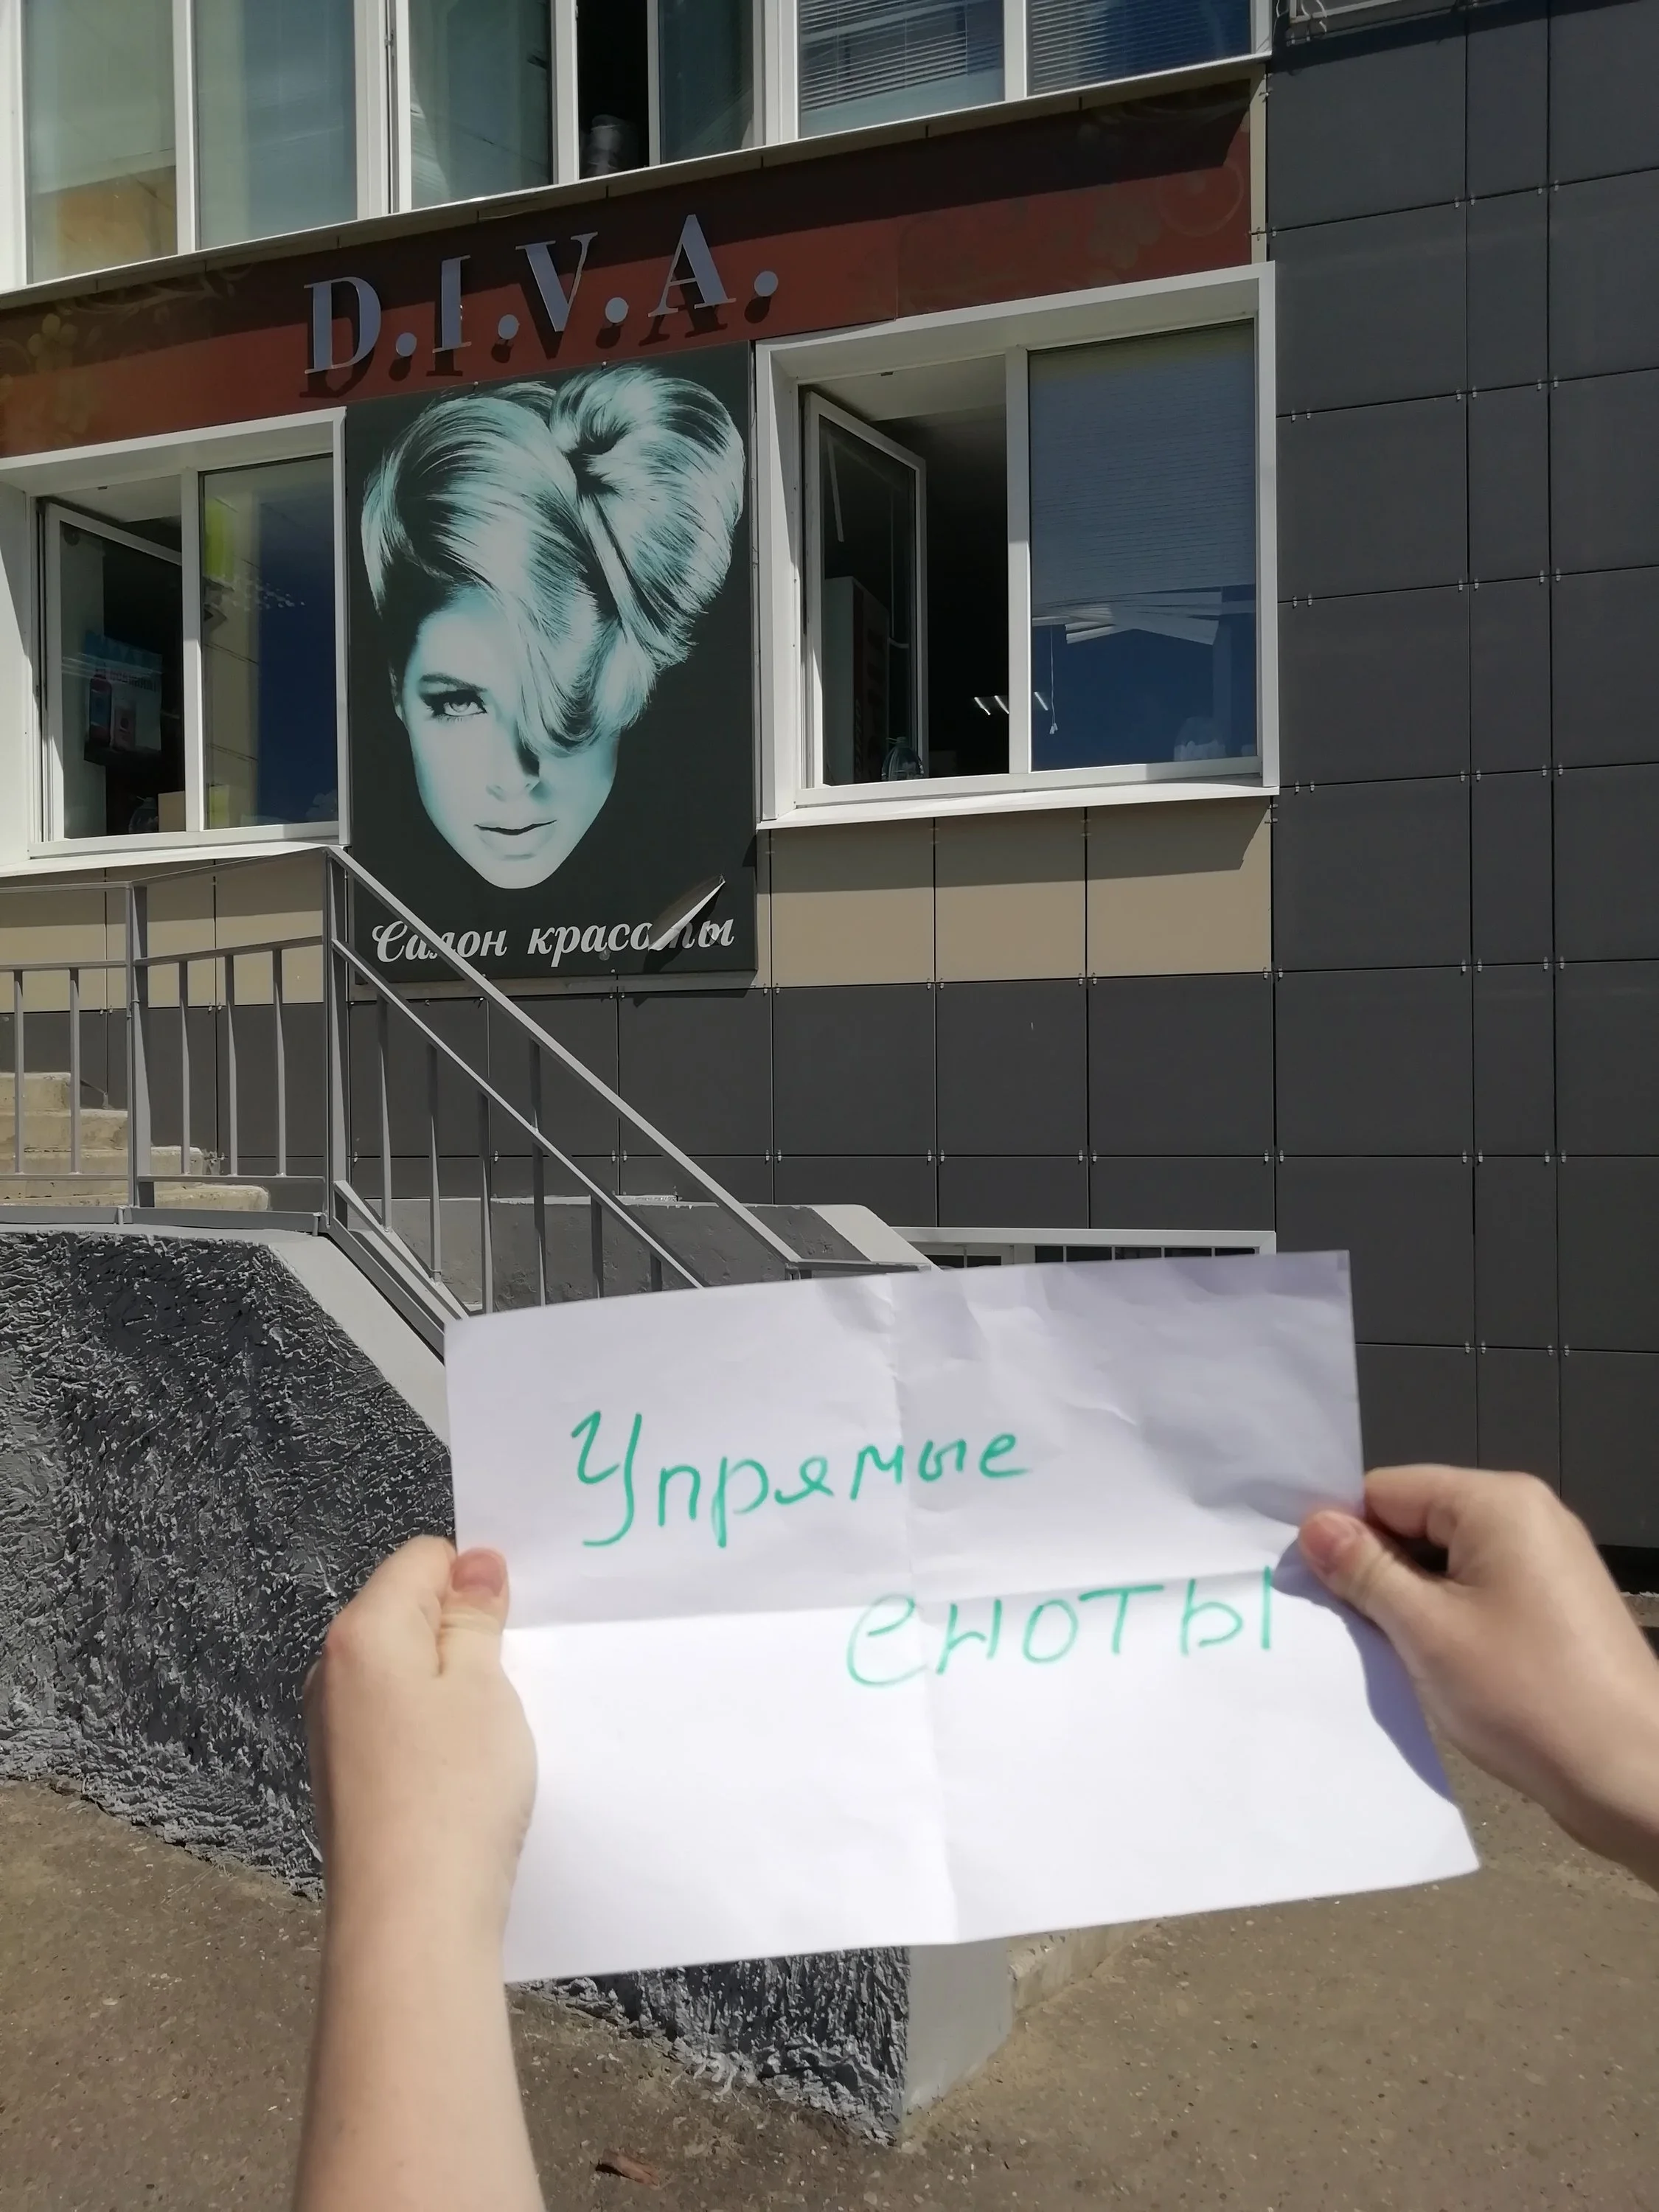 D.I.V.A.
Салон красоты
Упрямые
еноты